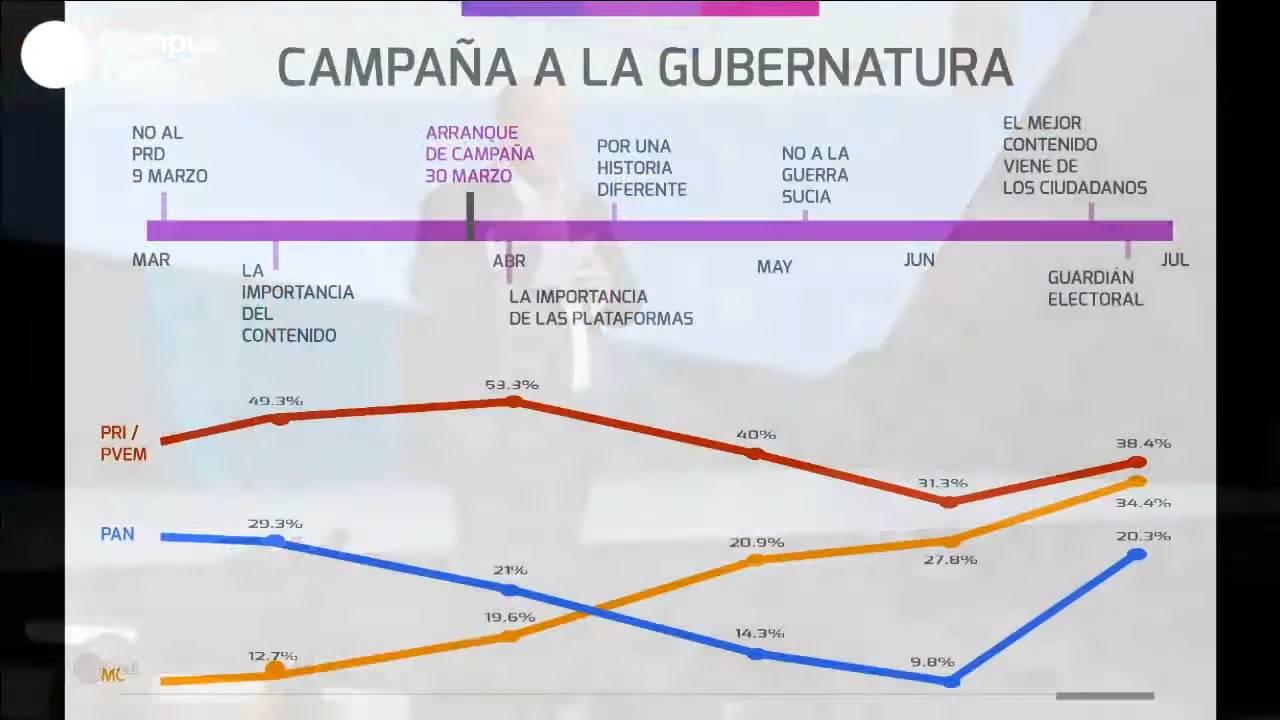 CAMPAÑA A LA GUBERNATURA
NO AL
PRD
9 MARZO
ARRANQUE
DE CAMPAÑA
30 MARZO
POR UNA
HISTORIA
DIFERENTE
NO A LA
GUERRA
SUCIA
EL MEJOR
CONTENIDO
VIENE DE
LOS CIUDADANOS
MAR
ABR
MAY
JUN
JUL
LA
IMPORTANCIA
DEL
CONTENIDO
LA IMPORTANCIA
DE LAS PLATAFORMAS
GUARDIÁN
ELECTORAL
PRI /
PVEM
49.3%
53.3%
40%
31.3%
38.4%
PAN
29.3%
21%
14.3%
9.8%
20.3%
MC
12.7%
19.6%
20.9%
27.8%
34.4%